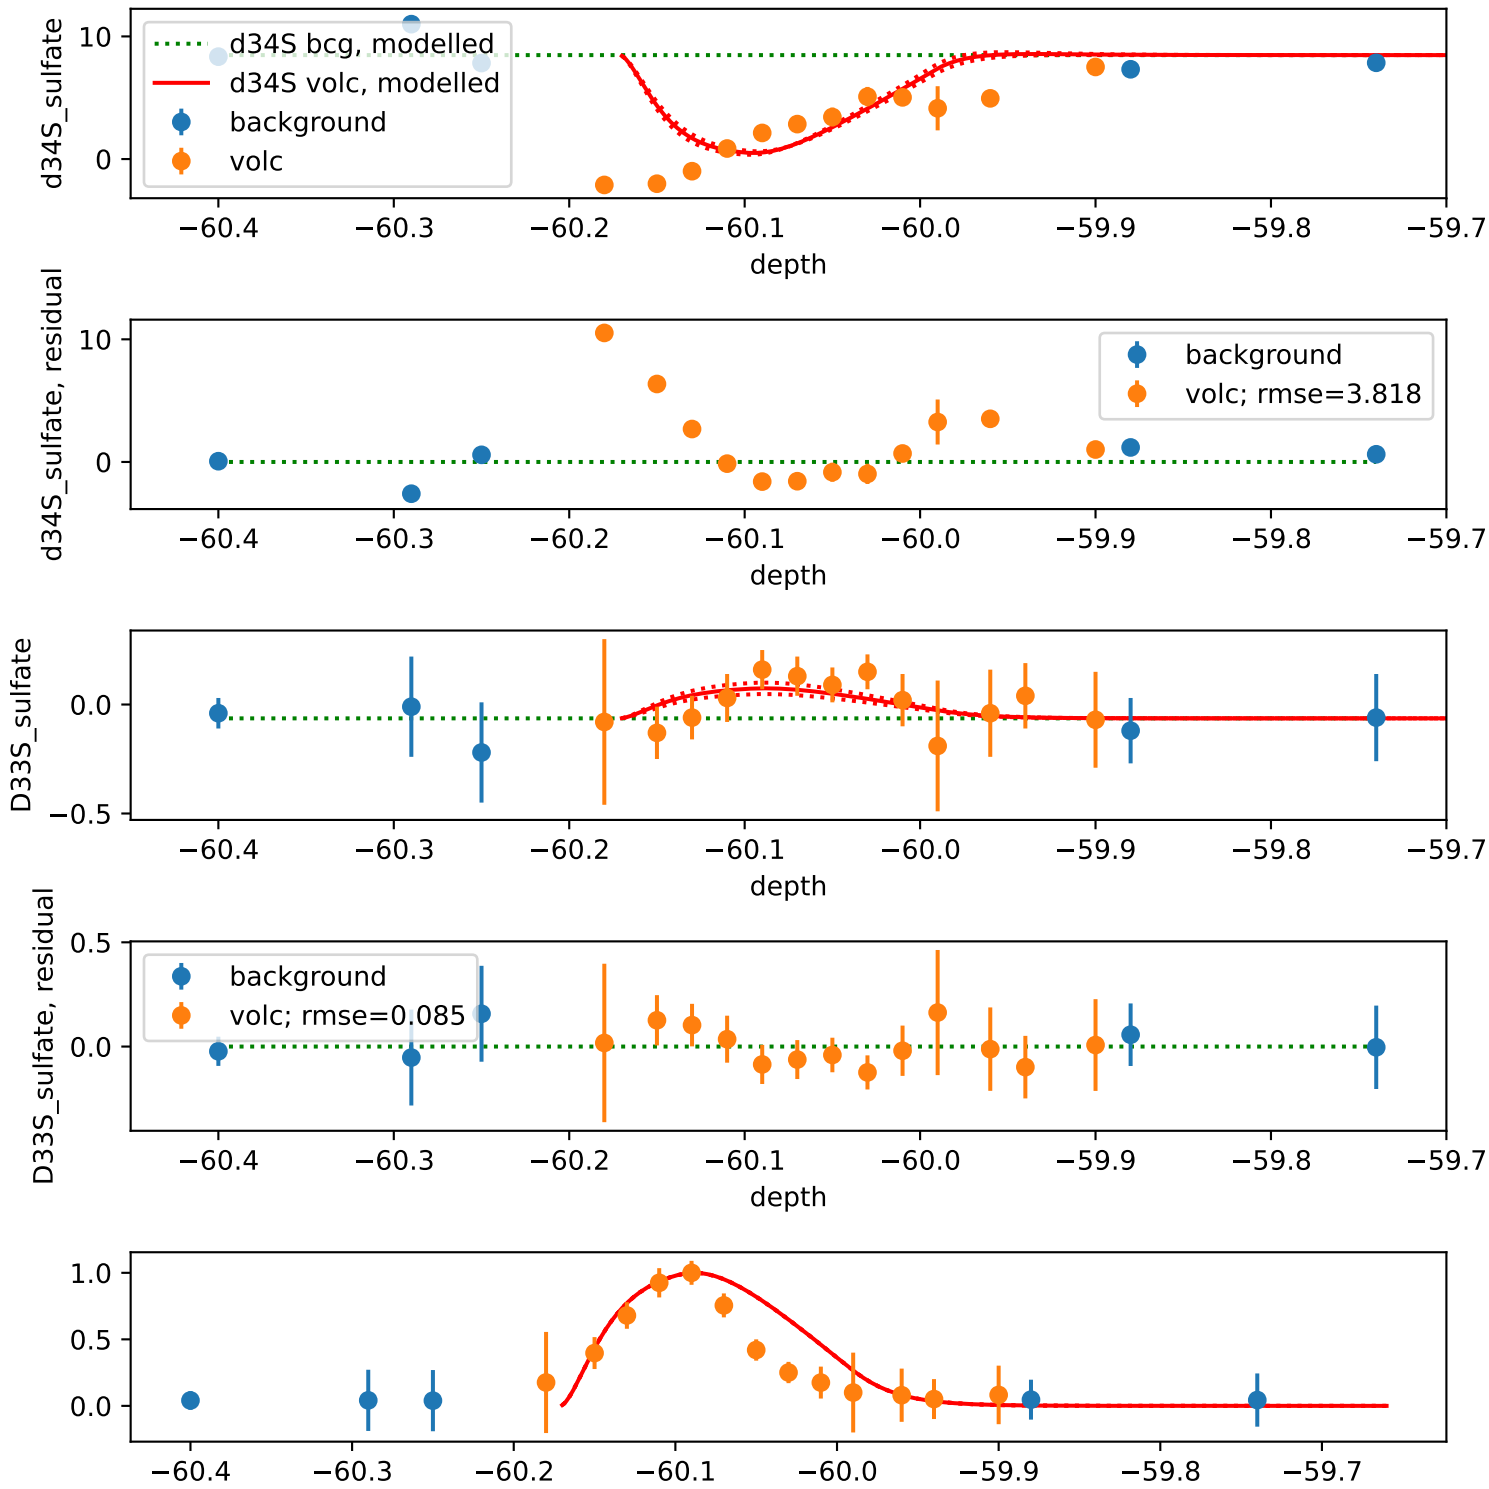 10
0
d34S_sulfate
d34S bcg, modelled
d34S volc, modelled
background
volc
−60.4 −60.3 −60.2 −60.1 −60.0 −59.9 −59.8 −59.7
depth
10
0
d34S_sulfate, residual
background
volc; rmse=3.818
−60.4 −60.3 −60.2 −60.1 −60.0 −59.9 −59.8 −59.7
depth
0.0
−0.5
D33S_sulfate
−60.4 −60.3 −60.2 −60.1 −60.0 −59.9 −59.8 −59.7
depth
0.5
0.0
D33S_sulfate, residual
background
volc; rmse=0.085
−60.4 −60.3 −60.2 −60.1 −60.0 −59.9 −59.8 −59.7
depth
1.0
0.5
0.0
−60.4 −60.3 −60.2 −60.1 −60.0 −59.9 −59.8 −59.7